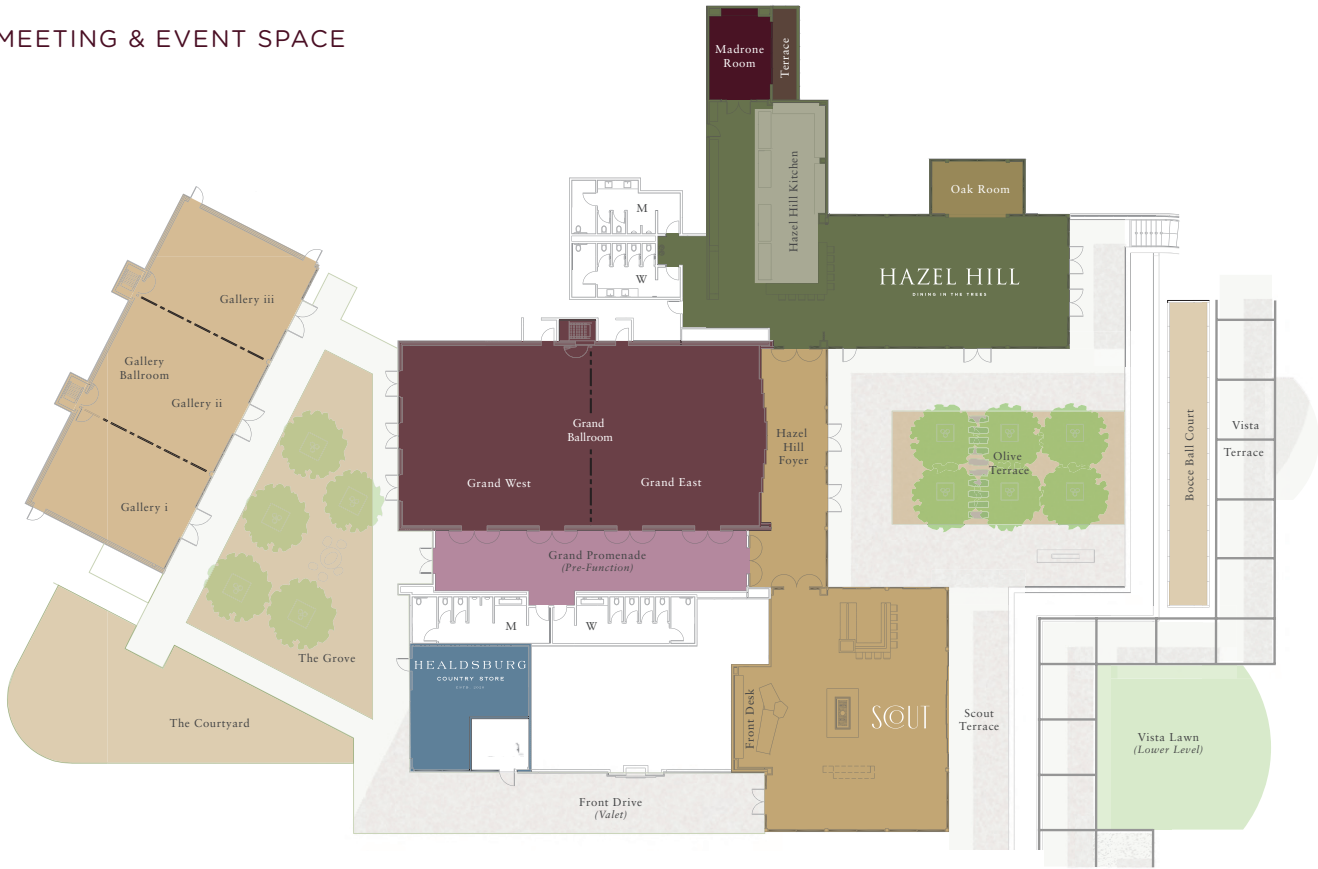 MEETING & EVENT SPACE
Madrone
Room
Terrace
Hazel Hill Kitchen
Oak Room
M
W
HAZEL HILL
DINING IN THE TREES
Gallery iii
Gallery
Ballroom
Gallery ii
Gallery i
Grand
Ballroom
Grand West
Grand East
Hazel
Hill
Foyer
Olive
Terrace
Bocce Ball Court
Vista
Terrace
Grand Promenade
(Pre-Function)
M
W
The Grove
The Courtyard
HEALDSBURG
COUNTRY STORE
Front Desk
SCOUT
Scout
Terrace
Vista Lawn
(Lower Level)
Front Drive
(Valet)